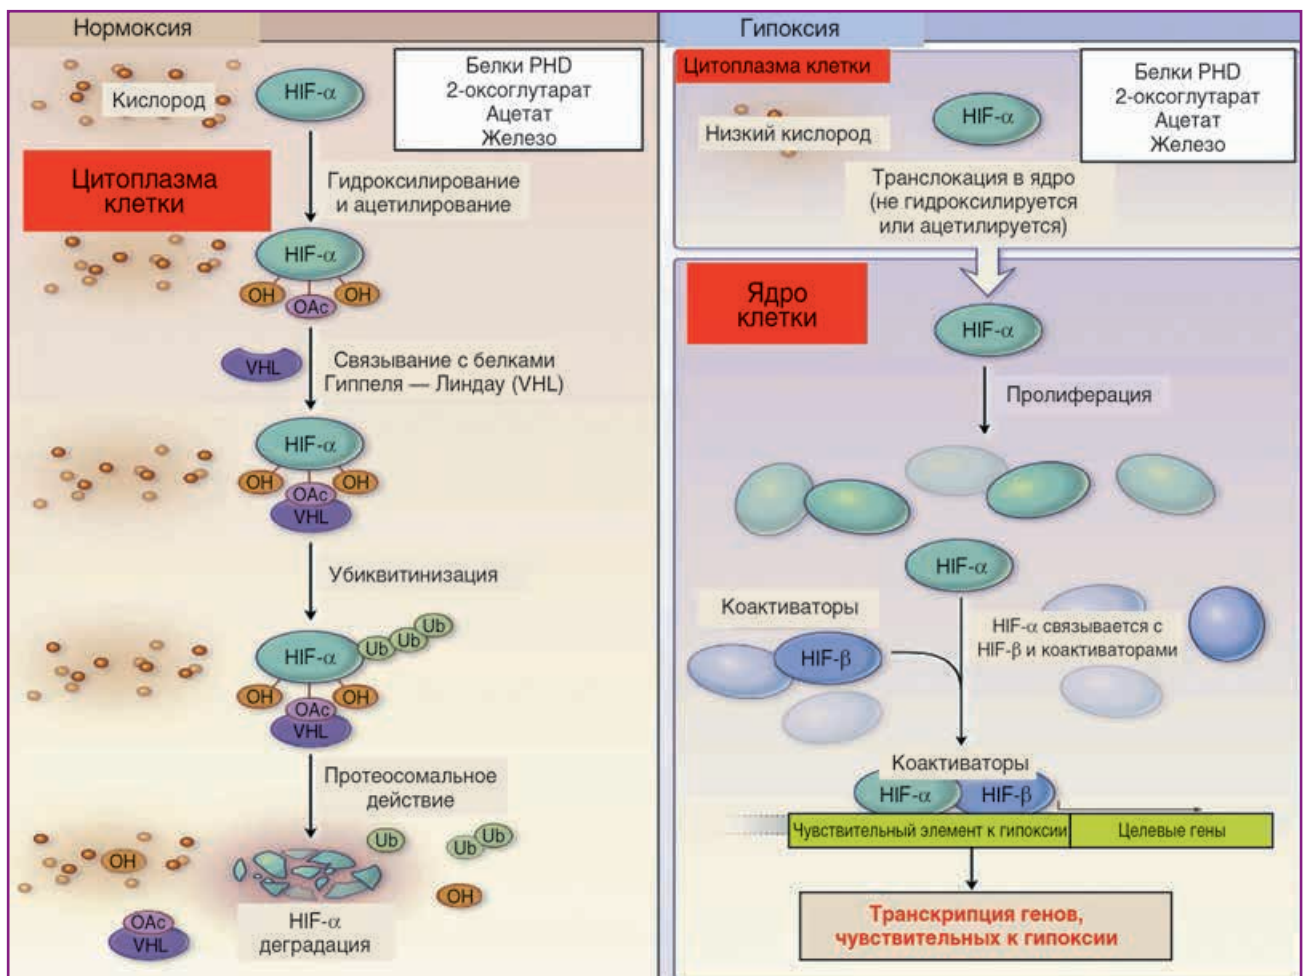 Нормоксия
Кислород
HIF-α
Белки PHD
2-оксоглутарат
Ацетат
Железо
Цитоплазма
клетки
Гидроксилирование
и ацетилирование
HIF-α
OH
OAc
OH
VHL
Связывание с белками
Гиппеля — Линдау (VHL)
HIF-α
OH
OAc
OH
VHL
Убиквитинизация
HIF-α
Ub
Ub
Ub
OH
OAc
OH
VHL
Протеосомальное
действие
OH
Ub
Ub
Ub
OH
OAc
VHL
HIF-α
деградация
Гипоксия
Цитоплазма клетки
Низкий кислород
HIF-α
Белки PHD
2-оксоглутарат
Ацетат
Железо
Транслокация в ядро
(не гидроксилируется
или ацетилируется)
Ядро
клетки
HIF-α
Пролиферация
HIF-α
Коактиваторы
HIF-β
HIF-α связывается с
HIF-β и коактиваторами
Коактиваторы
HIF-α
HIF-β
Чувствительный элемент к гипоксии
Целевые гены
Транскрипция генов,
чувствительных к гипоксии